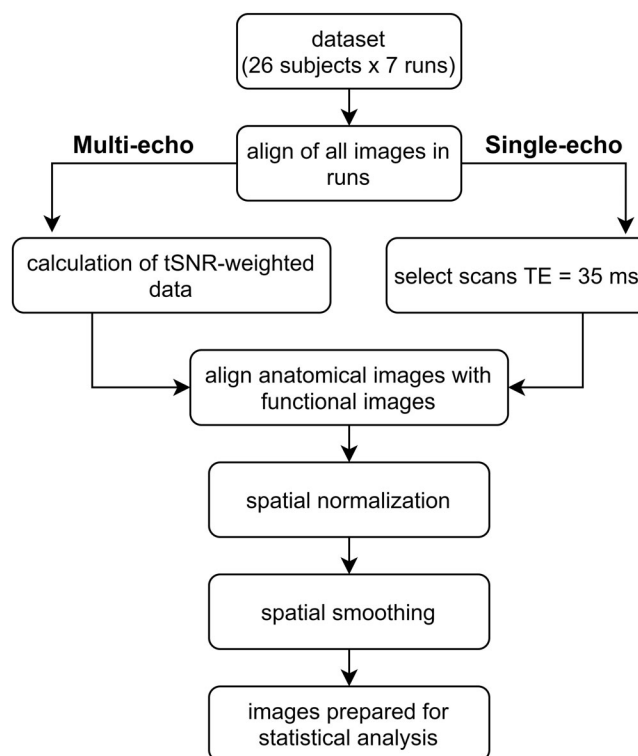 dataset
(26 subjects x 7 runs)
Multi-echo
align of all images in
runs
Single-echo
calculation of tSNR-weighted
data
select scans TE = 35 ms
align anatomical images with
functional images
spatial normalization
spatial smoothing
images prepared for
statistical analysis